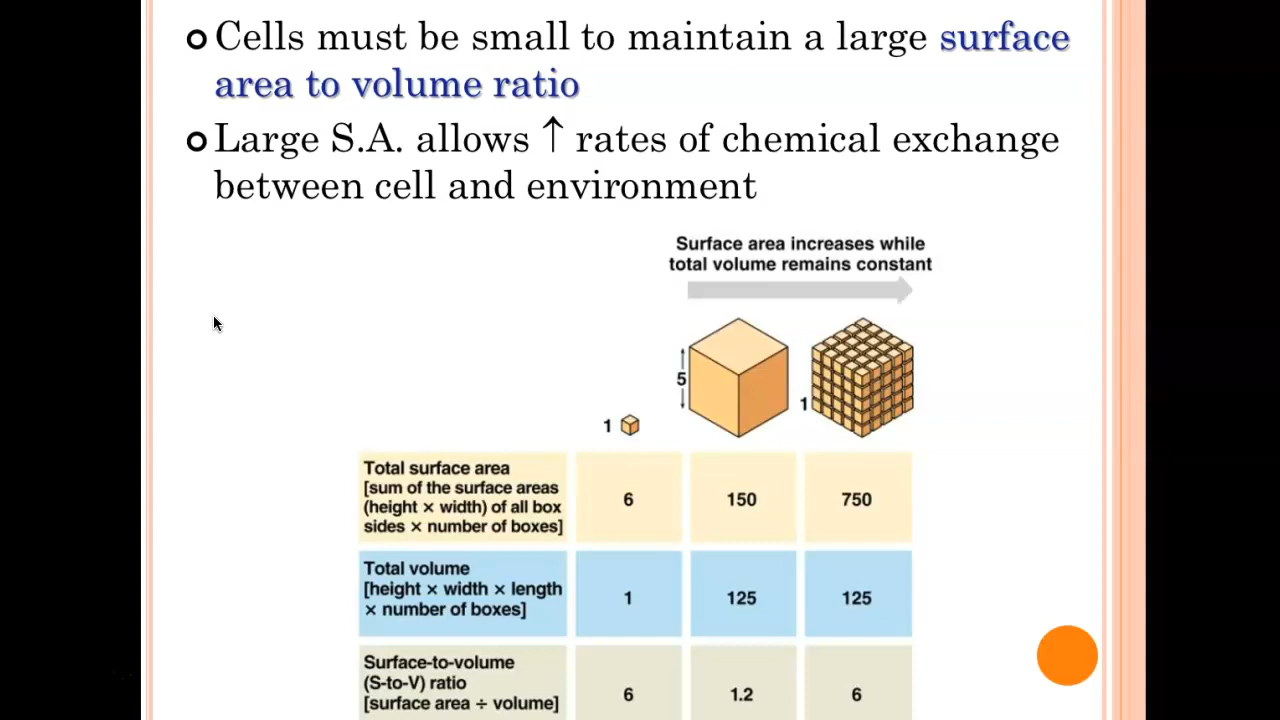 Cells must be small to maintain a large surface
area to volume ratio
Large S.A. allows ↑ rates of chemical exchange
between cell and environment
Surface area increases while
total volume remains constant
5
1
1
Total surface area
[sum of the surface areas
(height × width) of all box
sides × number of boxes]
6
150
750
Total volume
[height × width × length
× number of boxes]
1
125
125
Surface-to-volume
(S-to-V) ratio
[surface area ÷ volume]
6
1.2
6